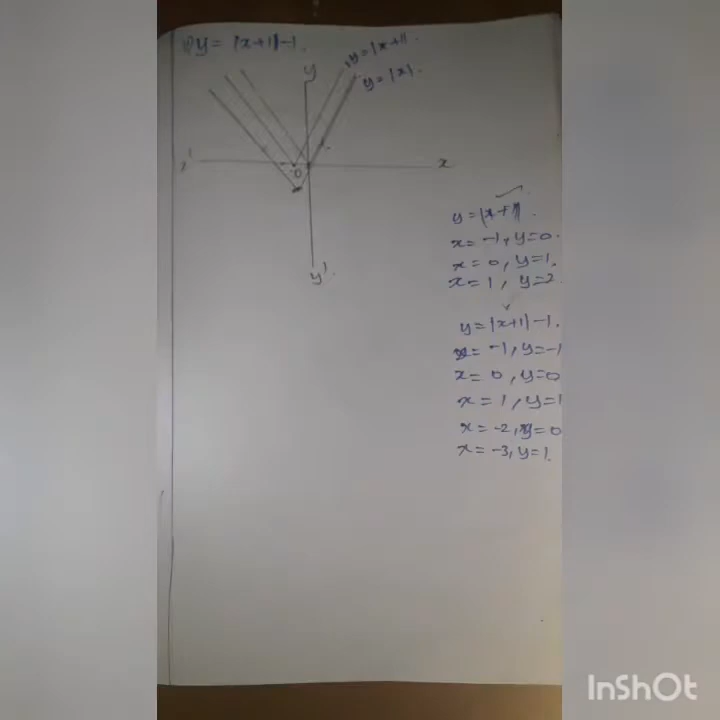 y = |x+1|-1.
y=|x+1|.
y=|x|.
y
x'
o
x
y'
y=|x+1|.
x= -1, y=0.
x= 0, y=1.
x= 1, y=2.
y=|x+1|-1.
x= -1, y=-1
x= 0, y=0
x= 1, y=1
x= -2, y=0
x= -3, y=1.
InShOt